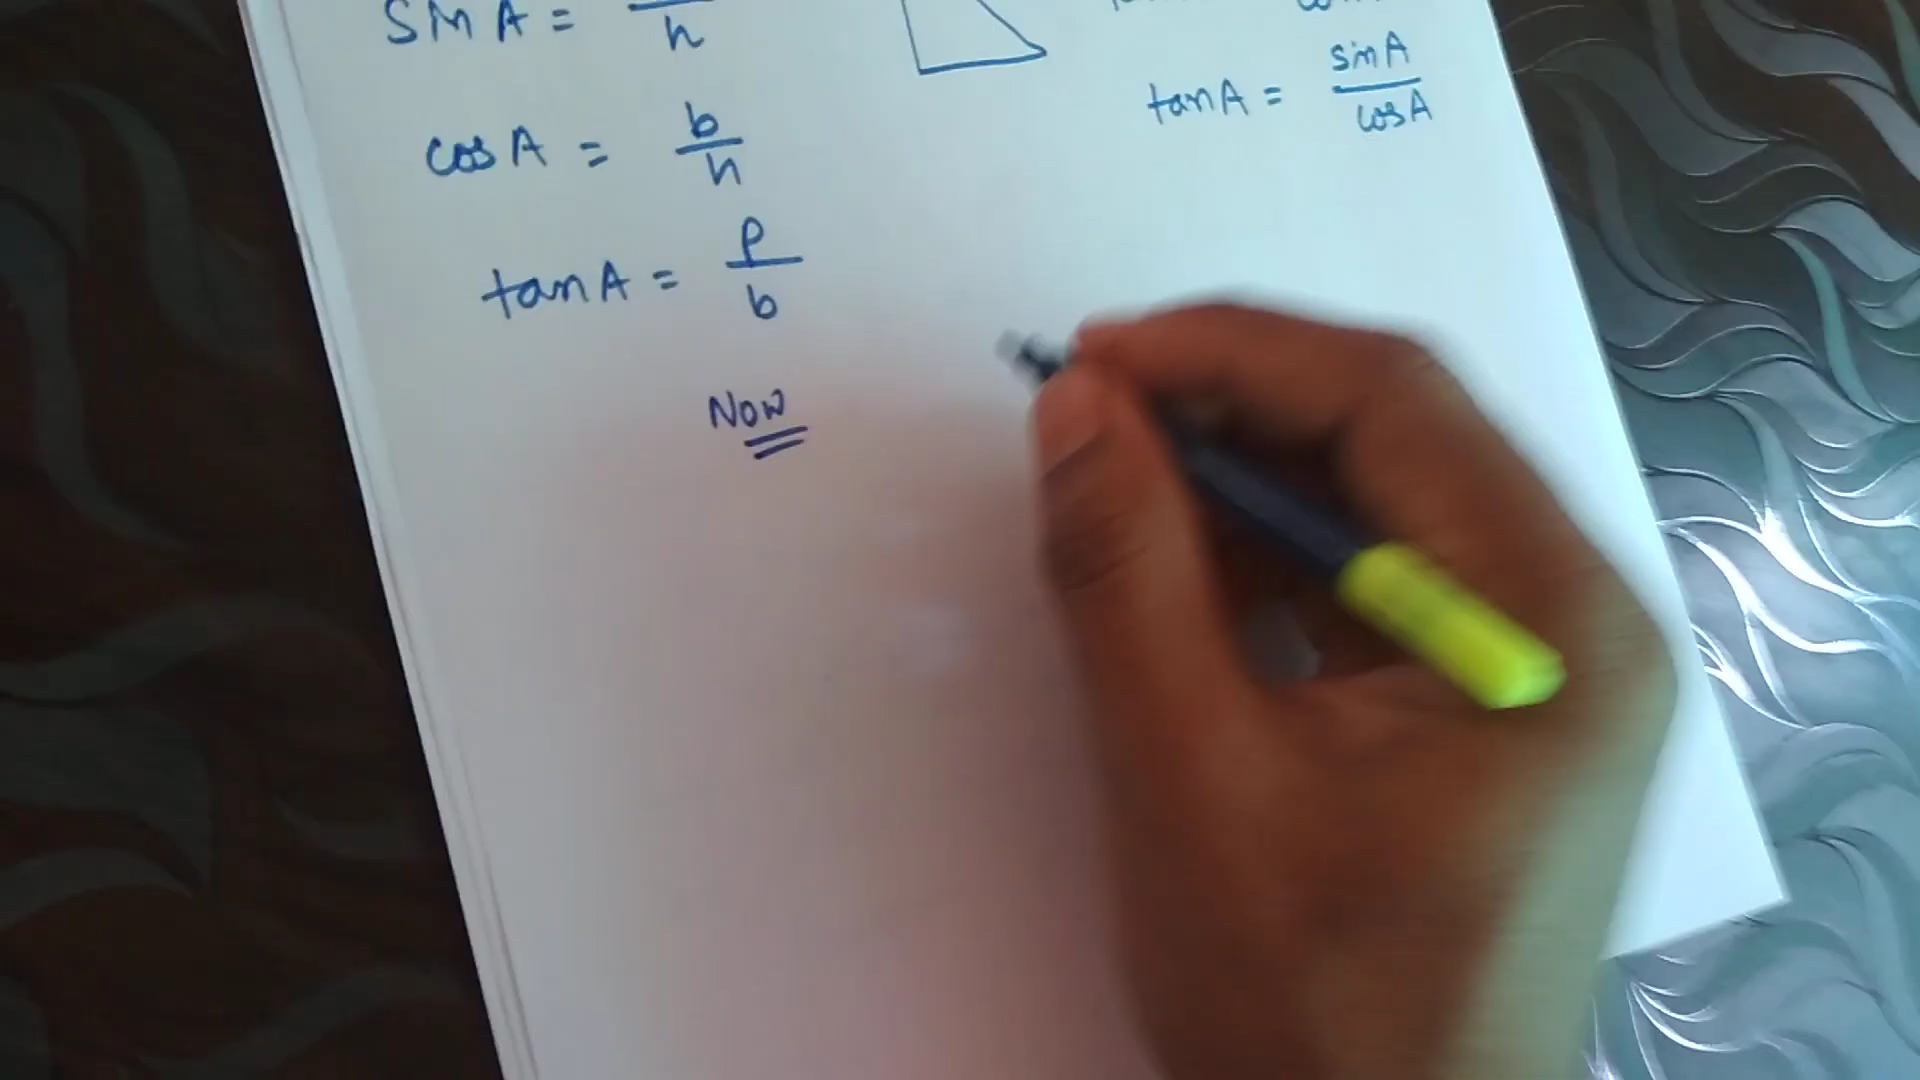 sin A = /h
cos A = b/h
tan A = p/b
Now
tan A = sin A/cos A